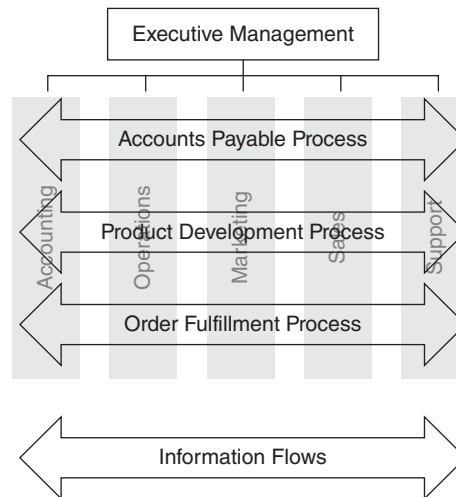 Executive Management
Accounts Payable Process
Accounting
Operations
Marketing
Sales
Support
Product Development Process
Order Fulfillment Process
Information Flows